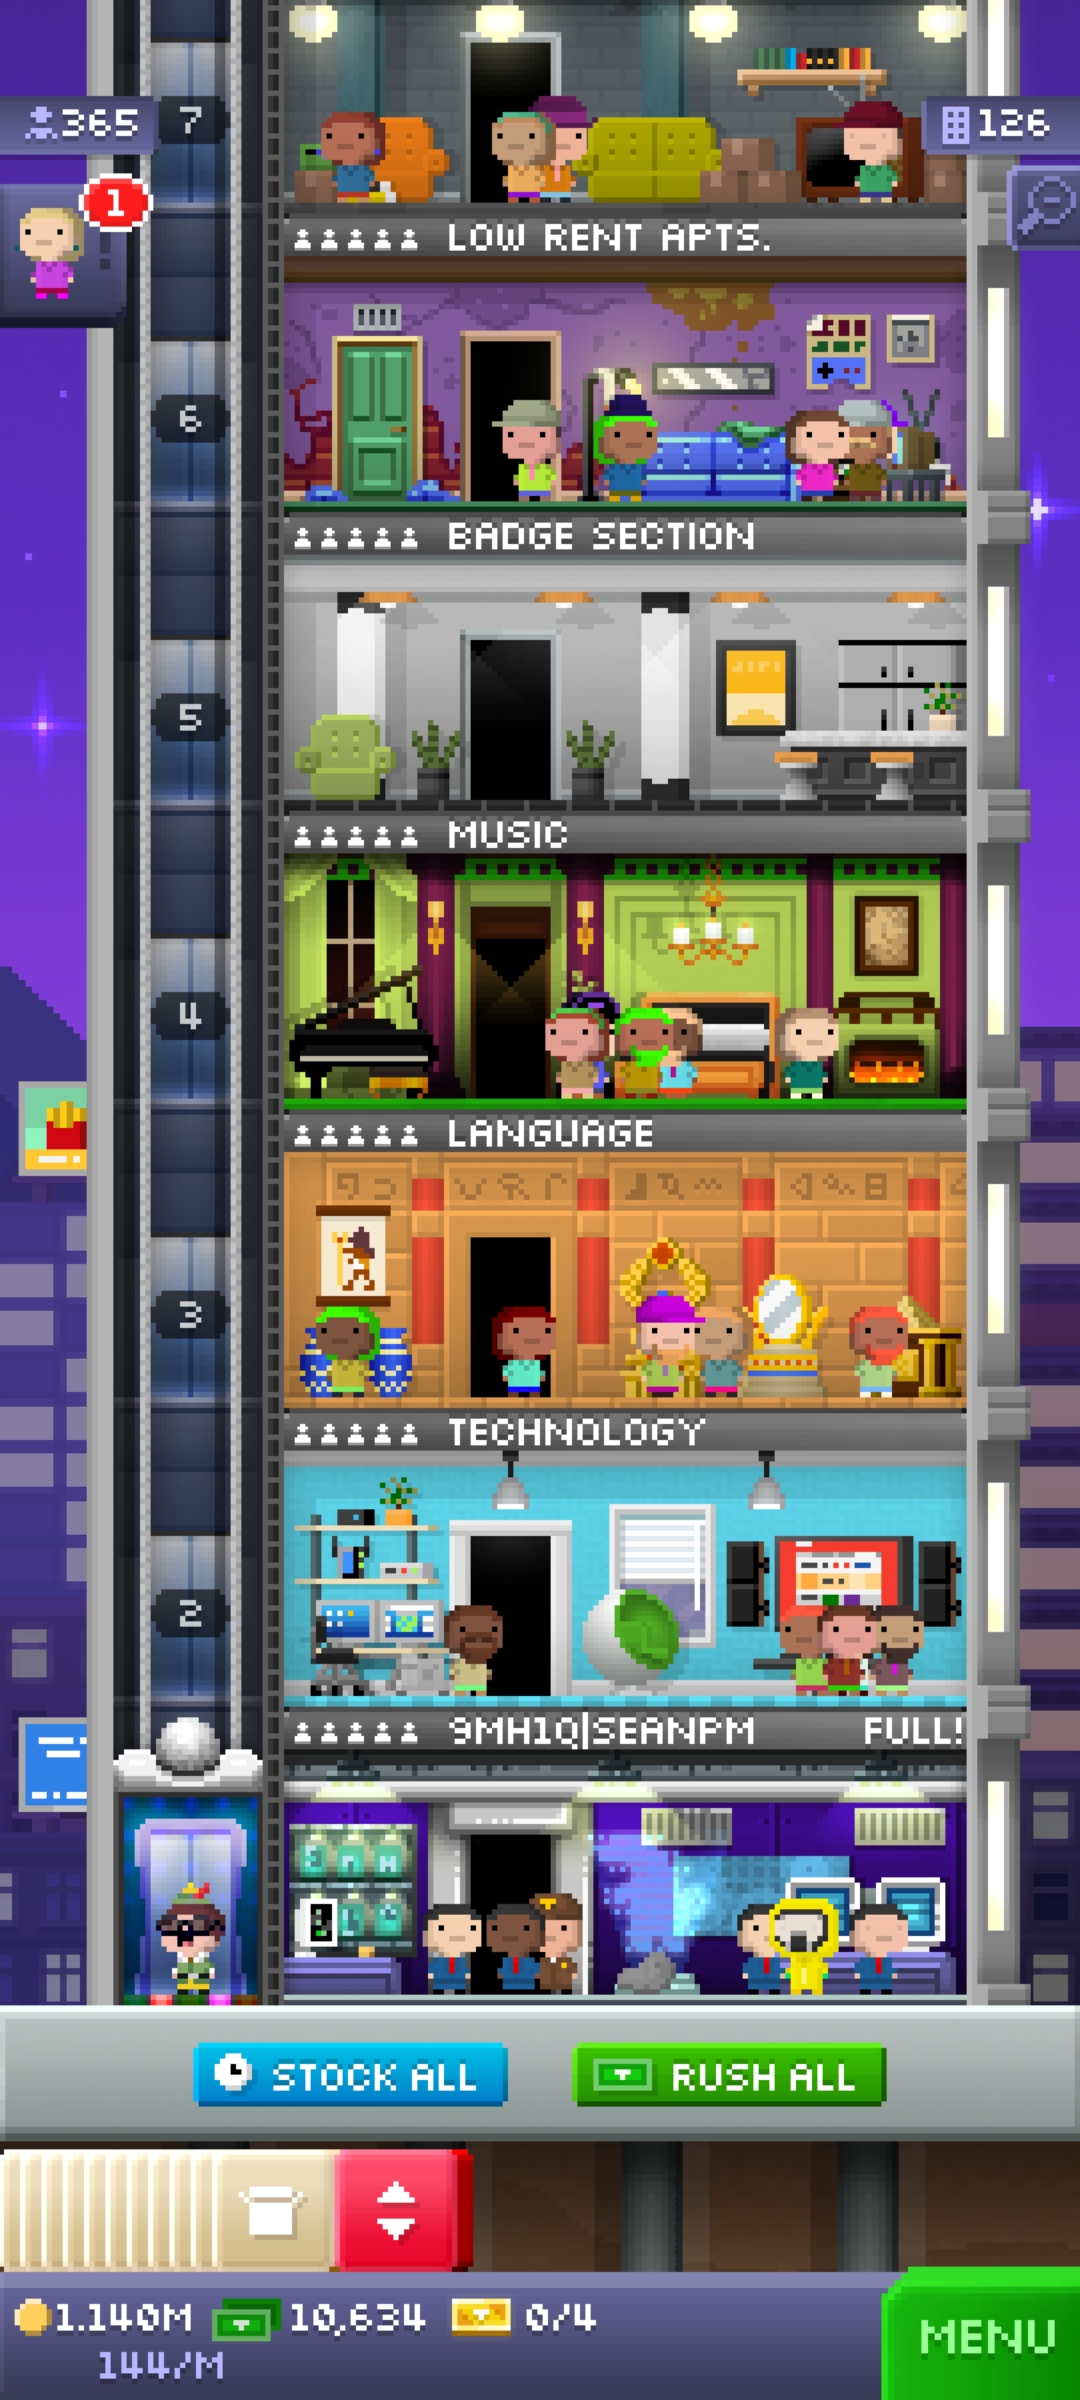 7
365
126
1
LOW RENT APTS.
6
BADGE SECTION
5
MUSIC
4
LANGUAGE
3
TECHNOLOGY
2
9MH1Q|SEANPM FULL!
STOCK ALL
RUSH ALL
1.140M 10,634 0/4
144/M
MENU